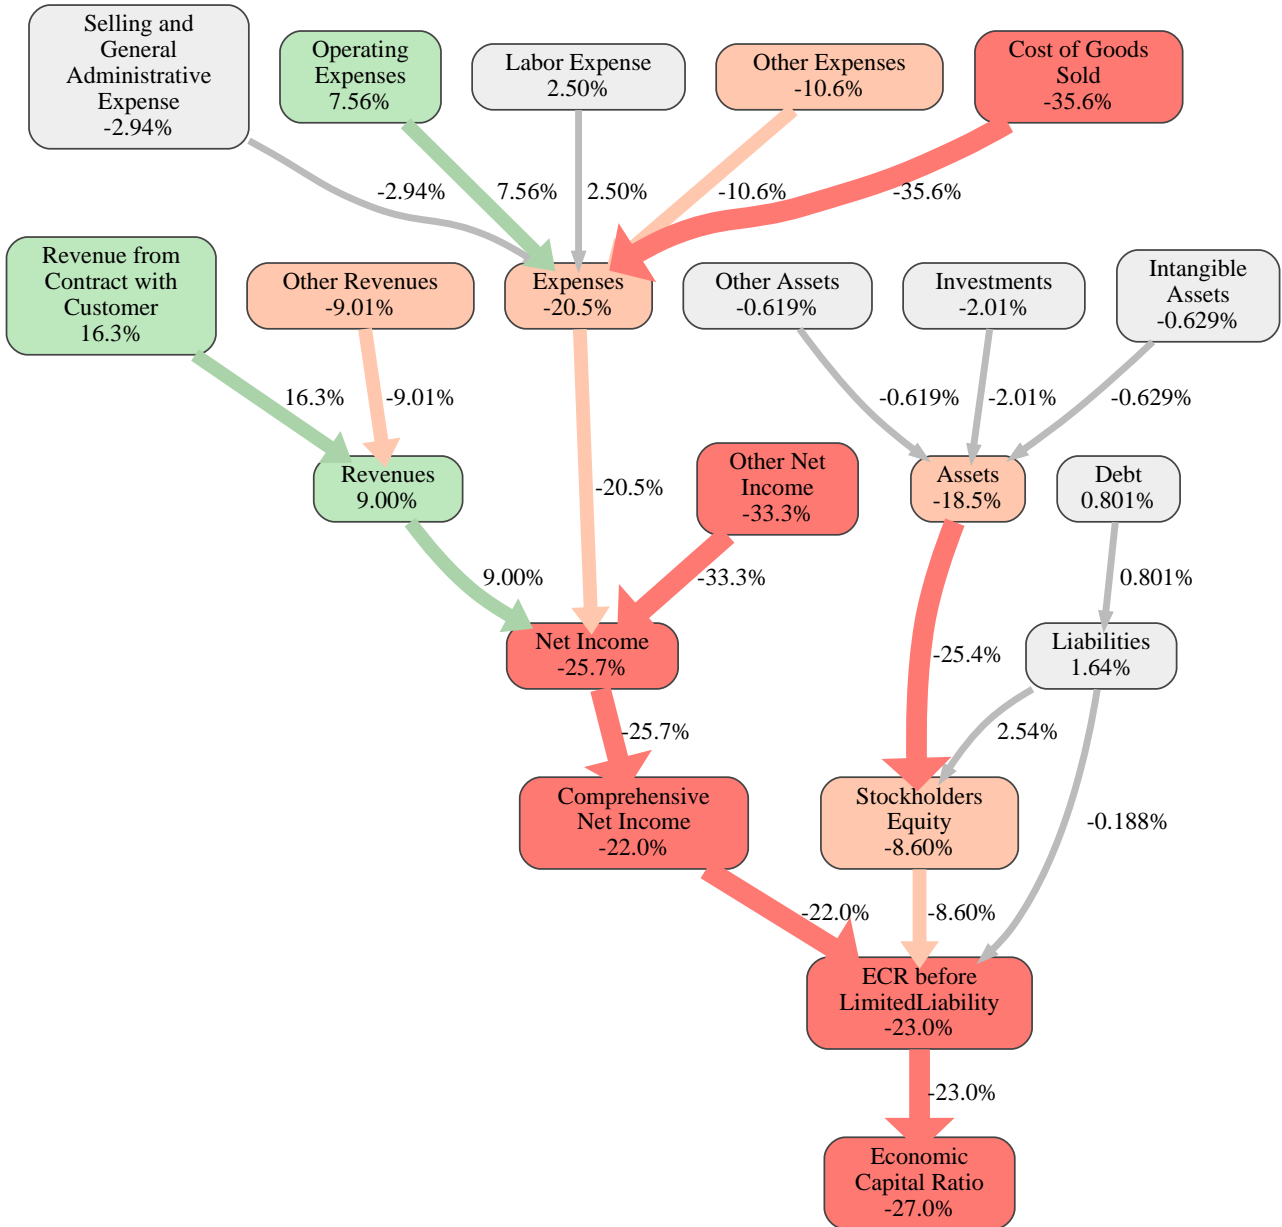 Selling and
General
Administrative
Expense
-2.94%
Operating
Expenses
7.56%
Labor Expense
2.50%
Other Expenses
-10.6%
Cost of Goods
Sold
-35.6%
-2.94%
7.56%
2.50%
-10.6%
-35.6%
Revenue from
Contract with
Customer
16.3%
Other Revenues
-9.01%
Expenses
-20.5%
Other Assets
-0.619%
Investments
-2.01%
Intangible
Assets
-0.629%
16.3%
-9.01%
-20.5%
-0.619%
-2.01%
-0.629%
Revenues
9.00%
Other Net
Income
-33.3%
Assets
-18.5%
Debt
0.801%
9.00%
-33.3%
0.801%
Net Income
-25.7%
-25.4%
Liabilities
1.64%
-25.7%
2.54%
-0.188%
Comprehensive
Net Income
-22.0%
Stockholders
Equity
-8.60%
-22.0%
-8.60%
ECR before
LimitedLiability
-23.0%
-23.0%
Economic
Capital Ratio
-27.0%